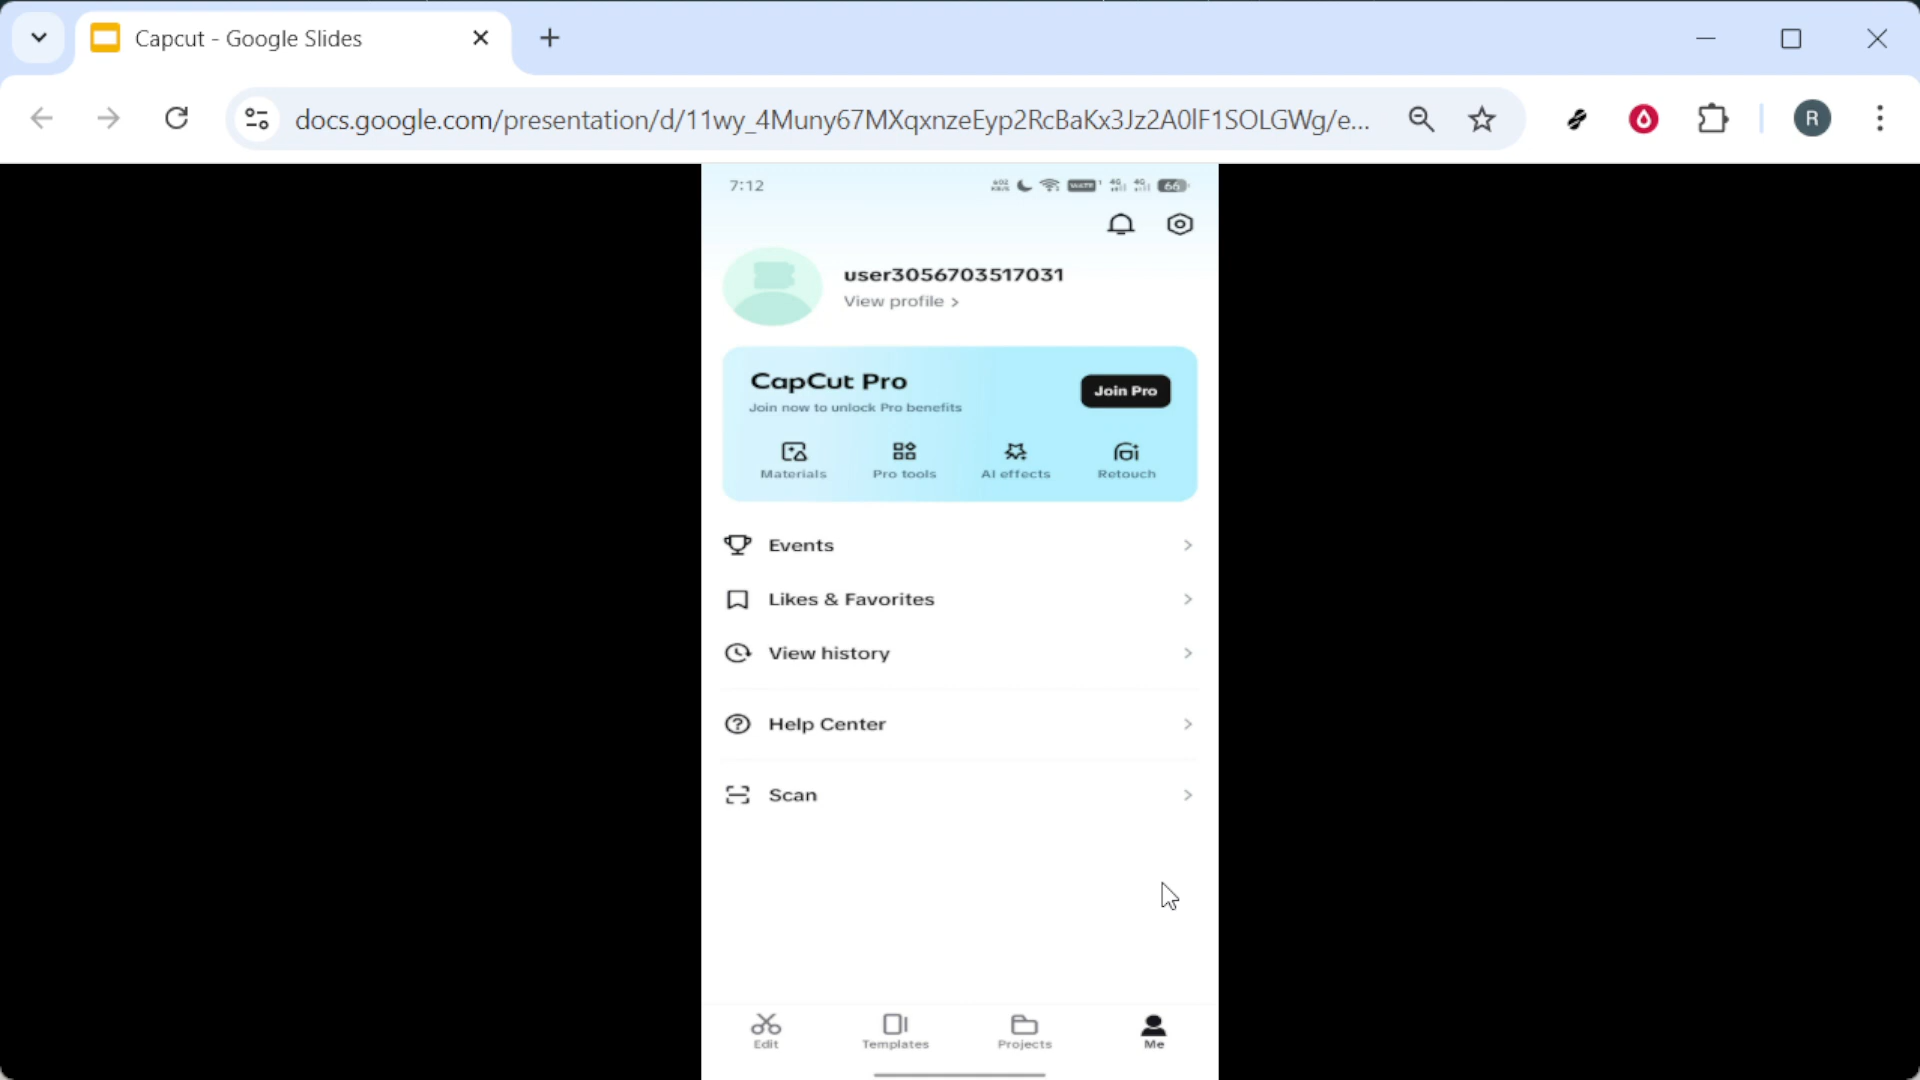 Capcut - Google Slides
docs.google.com/presentation/d/11wy_4Muny67MXqxnzeEyp2RcBaKx3Jz2A0lF1SOLGWg/e...
R
7:12
66
user3056703517031
View profile >
CapCut Pro
Join Pro
Join now to unlock Pro benefits
Materials
Pro tools
AI effects
Retouch
Events
Likes & Favorites
View history
Help Center
Scan
Edit
Templates
Projects
Me